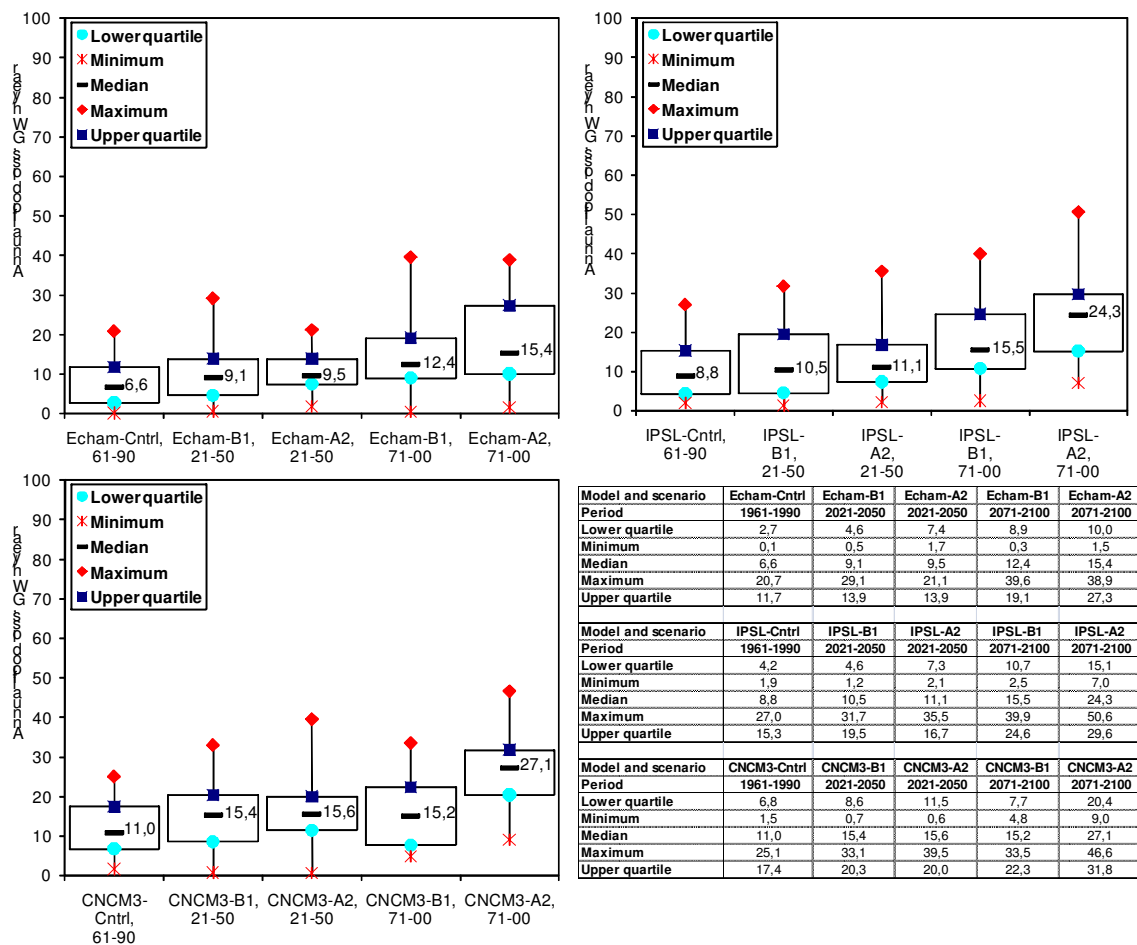 100
90
80
70
60
50
40
30
20
10
0
Lower quartile
Minimum
Median
Maximum
Upper quartile
6,6
9,1
9,5
12,4
15,4
Echam-Cntrl, 61-90
Echam-B1, 21-50
Echam-A2, 21-50
Echam-B1, 71-00
Echam-A2, 71-00
100
90
80
70
60
50
40
30
20
10
0
Lower quartile
Minimum
Median
Maximum
Upper quartile
8,8
10,5
11,1
15,5
24,3
IPSL-Cntrl, 61-90
IPSL-B1, 21-50
IPSL-A2, 21-50
IPSL-B1, 71-00
IPSL-A2, 71-00
100
90
80
70
60
50
40
30
20
10
0
Lower quartile
Minimum
Median
Maximum
Upper quartile
11,0
15,4
15,6
15,2
27,1
CNCM3-Cntrl, 61-90
CNCM3-B1, 21-50
CNCM3-A2, 21-50
CNCM3-B1, 71-00
CNCM3-A2, 71-00
Model and scenario Echam-Cntrl Echam-B1 Echam-A2 Echam-B1 Echam-A2
Period 1961-1990 2021-2050 2021-2050 2071-2100 2071-2100
Lower quartile 2,7 4,6 7,4 8,9 10,0
Minimum 0,1 0,5 1,7 0,3 1,5
Median 6,6 9,1 9,5 12,4 15,4
Maximum 20,7 29,1 21,1 39,6 38,9
Upper quartile 11,7 13,9 13,9 19,1 27,3
Model and scenario IPSL-Cntrl IPSL-B1 IPSL-A2 IPSL-B1 IPSL-A2
Period 1961-1990 2021-2050 2021-2050 2071-2100 2071-2100
Lower quartile 4,2 4,6 7,3 10,7 15,1
Minimum 1,9 1,2 2,1 2,5 7,0
Median 8,8 10,5 11,1 15,5 24,3
Maximum 27,0 31,7 35,5 39,9 50,6
Upper quartile 15,3 19,5 16,7 24,6 29,6
Model and scenario CNCM3-Cntrl CNCM3-B1 CNCM3-A2 CNCM3-B1 CNCM3-A2
Period 1961-1990 2021-2050 2021-2050 2071-2100 2071-2100
Lower quartile 6,8 8,6 11,5 7,7 20,4
Minimum 1,5 0,7 0,6 4,8 9,0
Median 11,0 15,4 15,6 15,2 27,1
Maximum 25,1 33,1 39,5 33,5 46,6
Upper quartile 17,4 20,3 20,0 22,3 31,8